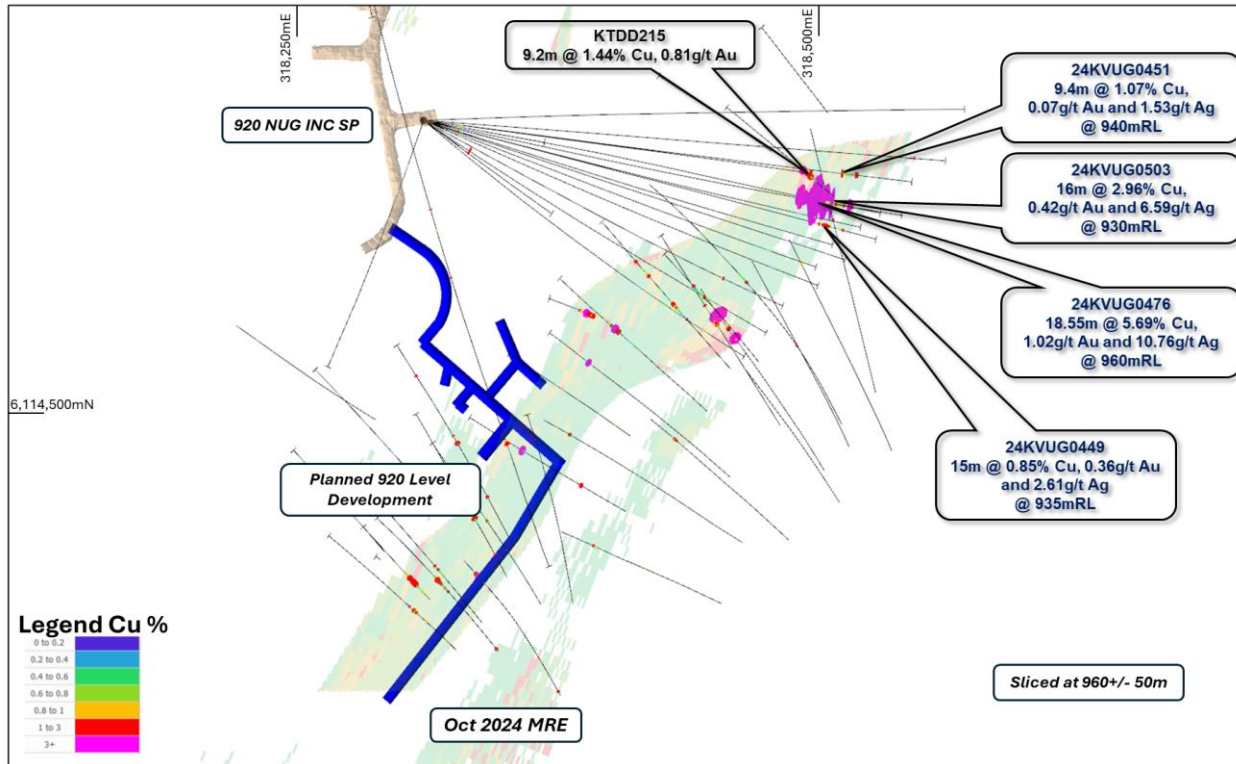 318,250mE
318,500mE
KTDD215
9.2m @ 1.44% Cu, 0.81g/t Au
24KVUG0451
9.4m @ 1.07% Cu,
0.07g/t Au and 1.53g/t Ag
@ 940mRL
920 NUG INC SP
24KVUG0503
16m @ 2.96% Cu,
0.42g/t Au and 6.59g/t Ag
@ 930mRL
24KVUG0476
18.55m @ 5.69% Cu,
1.02g/t Au and 10.76g/t Ag
@ 960mRL
6,114,500mN
24KVUG0449
15m @ 0.85% Cu, 0.36g/t Au
and 2.61g/t Ag
@ 935mRL
Planned 920 Level
Development
Legend Cu %
0 to 0.2
0.2 to 0.4
0.4 to 0.6
0.6 to 0.8
0.8 to 1
1 to 3
3+
Sliced at 960+/- 50m
Oct 2024 MRE